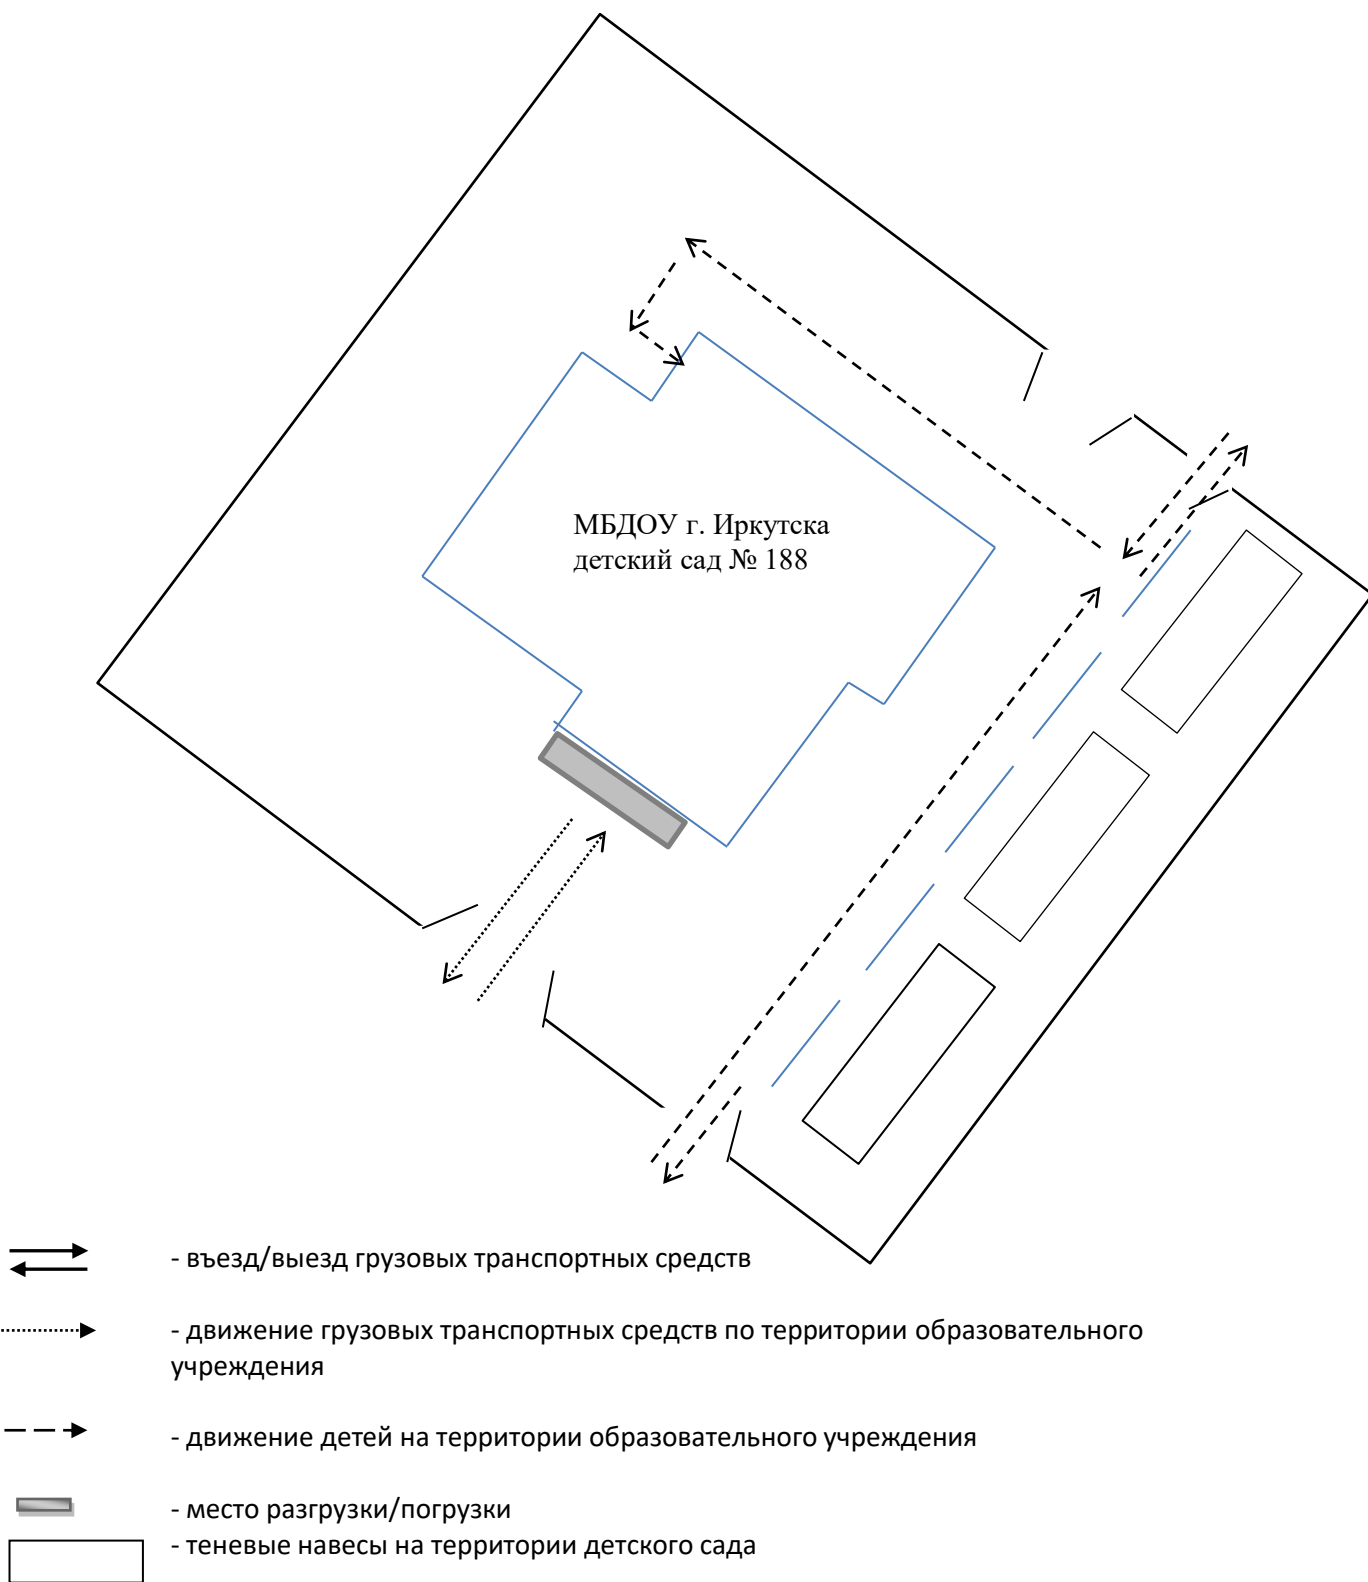 МБДОУ г. Иркутска
детский сад № 188
- въезд/выезд грузовых транспортных средств
- движение грузовых транспортных средств по территории образовательного
учреждения
- движение детей на территории образовательного учреждения
- место разгрузки/погрузки
- теневые навесы на территории детского сада